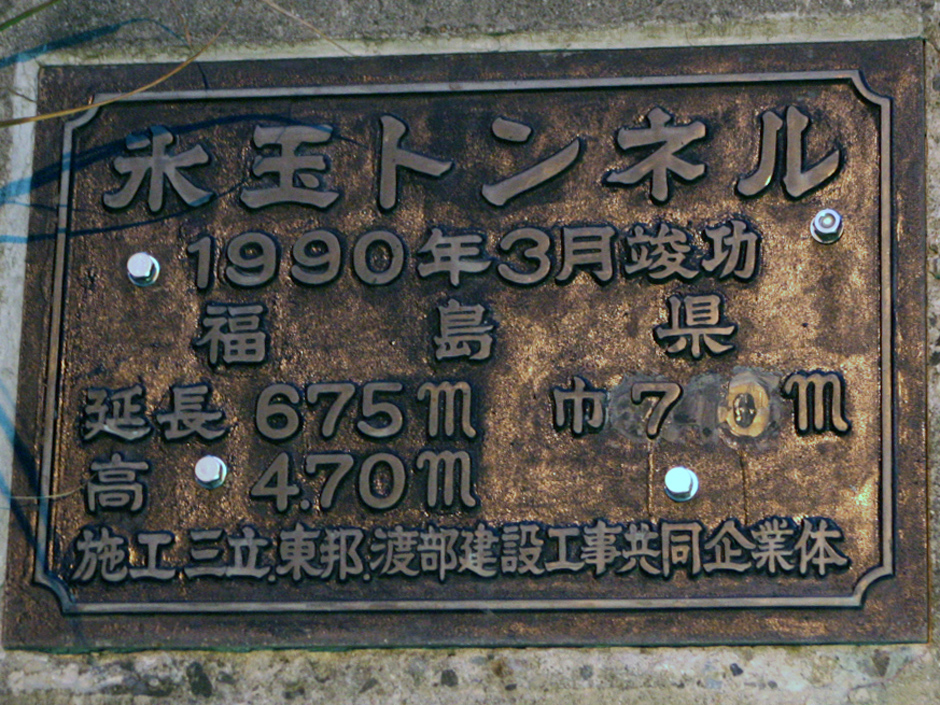 氷玉トンネル
1990年3月竣功
福島県
延長 675m 巾 7.0m
高 4.70m
施工.三立.東邦.渡部建設工事共同企業体